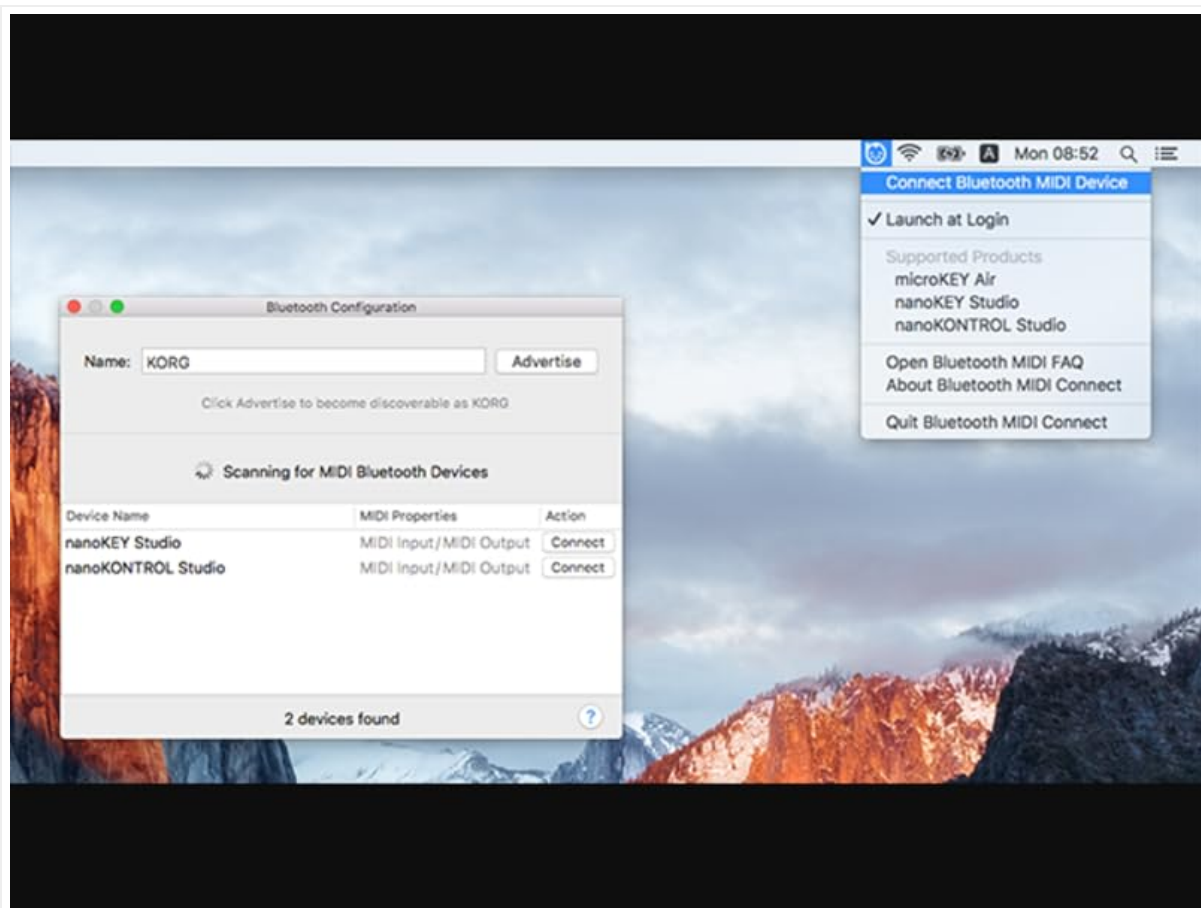 A Mon 08:52
Connect Bluetooth MIDI Device
✓ Launch at Login
Supported Products
microKEY Air
nanoKEY Studio
nanoKONTROL Studio
Open Bluetooth MIDI FAQ
About Bluetooth MIDI Connect
Quit Bluetooth MIDI Connect
Bluetooth Configuration
Name: KORG Advertise
Click Advertise to become discoverable as KORG
Scanning for MIDI Bluetooth Devices
Device Name MIDI Properties Action
nanoKEY Studio MIDI Input/MIDI Output Connect
nanoKONTROL Studio MIDI Input/MIDI Output Connect
2 devices found ?